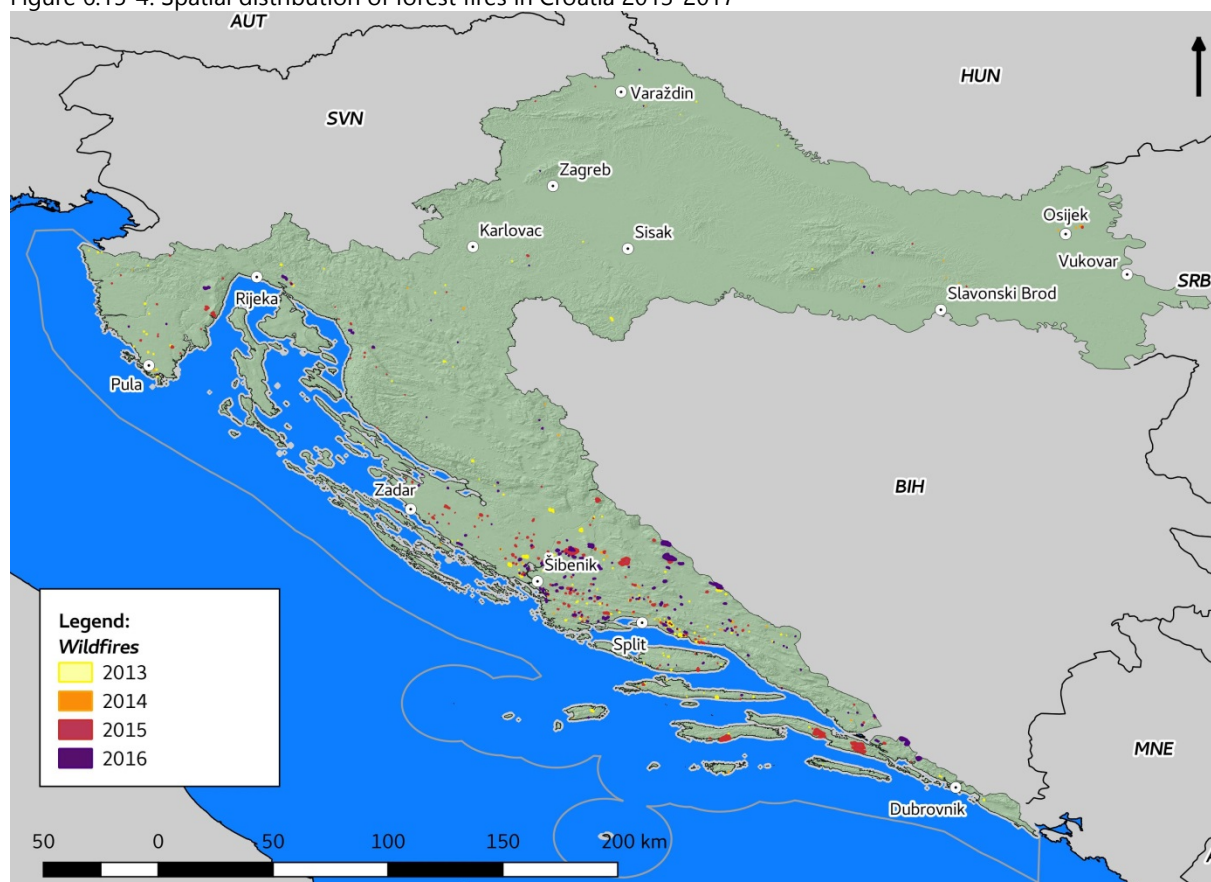 Figure 6.15-4: Spatial distribution of forest fires in Croatia 2013-2017
AUT
HUN
Varaždin
SVN
Zagreb
Karlovac
Sisak
Osijek
Vukovar
SRB
Slavonski Brod
Rijeka
Pula
BIH
Zadar
Šibenik
Split
MNE
Dubrovnik
Legend:
Wildfires
2013
2014
2015
2016
50 0 50 100 150 200 km